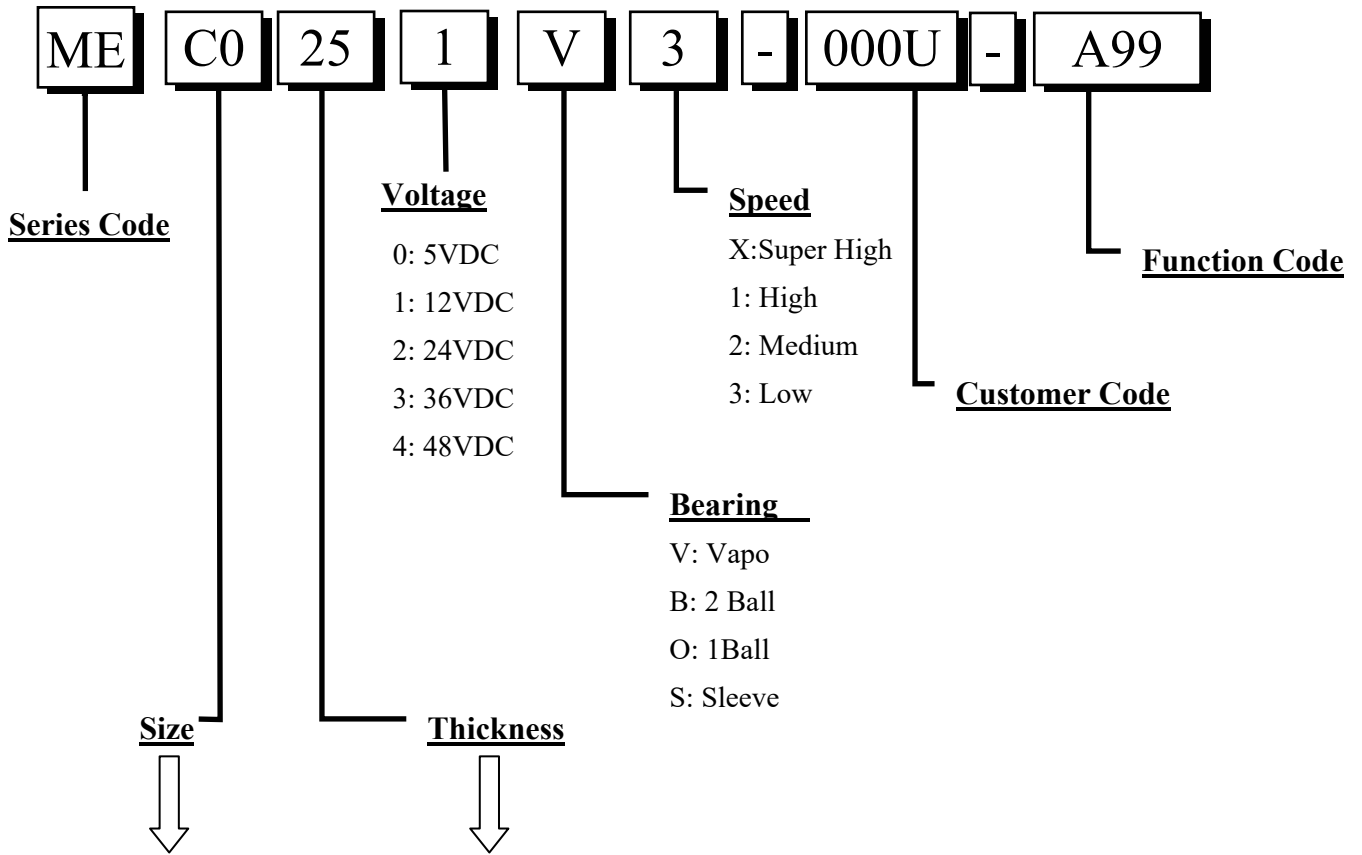 ME C0 25 1 V 3 - 000U - A99
Series Code
Voltage
0: 5VDC
1: 12VDC
2: 24VDC
3: 36VDC
4: 48VDC
Speed
X:Super High
1: High
2: Medium
3: Low
Function Code
Customer Code
Bearing
V: Vapo
B: 2 Ball
O: 1Ball
S: Sleeve
Size
Thickness